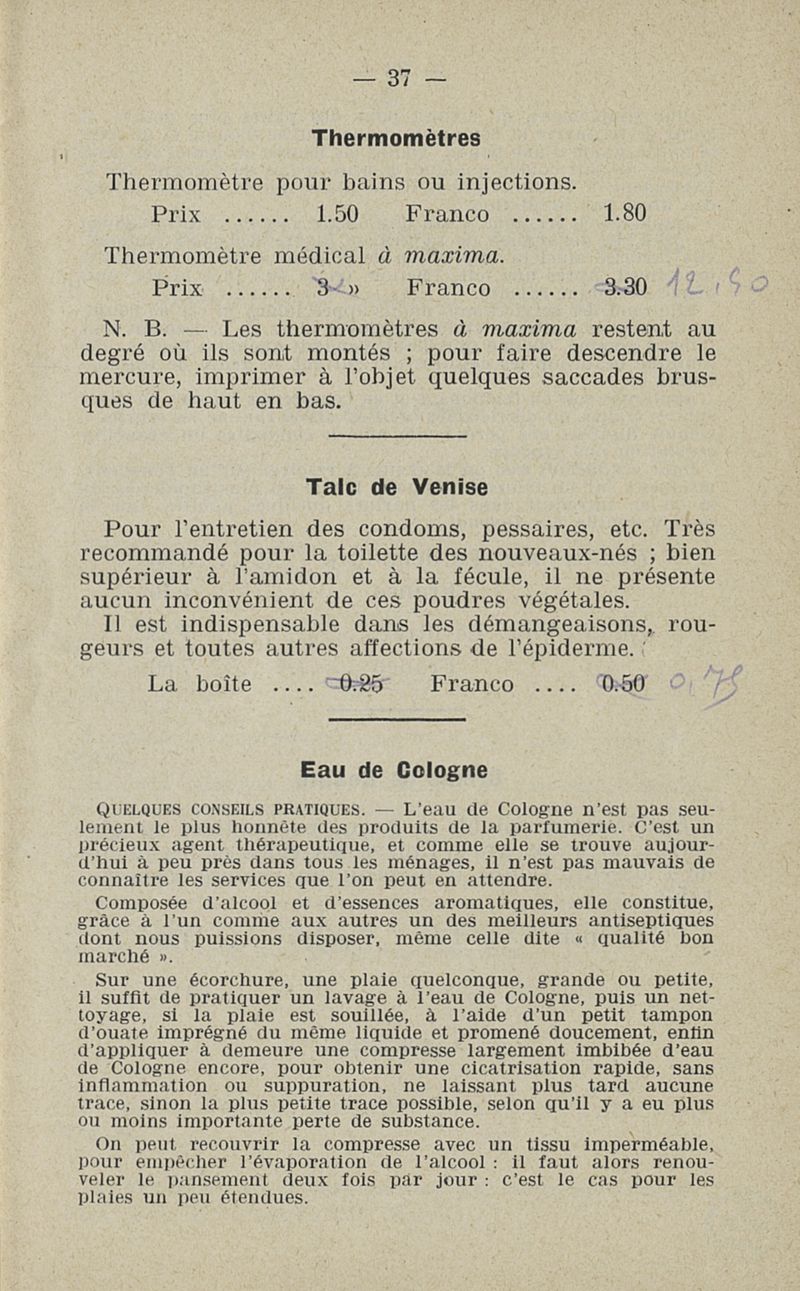 — 37 —
Thermomètres
Thermomètre pour bains ou injections.
Prix ...... 1.50 Franco ...... 1.80
Thermomètre médical à maxima.
Prix ...... 3 » Franco ...... 3.30 12,50
N. B. — Les thermomètres à maxima restent au
degré où ils sont montés ; pour faire descendre le
mercure, imprimer à l'objet quelques saccades brus-
ques de haut en bas.
Talc de Venise
Pour l'entretien des condoms, pessaires, etc. Très
recommandé pour la toilette des nouveaux-nés ; bien
supérieur à l'amidon et à la fécule, il ne présente
aucun inconvénient de ces poudres végétales.
Il est indispensable dans les démangeaisons, rou-
geurs et toutes autres affections de l'épiderme.
La boîte .... 0.25 Franco .... 0.50 0,75
Eau de Cologne
QUELQUES CONSEILS PRATIQUES. — L'eau de Cologne n'est pas seu-
lement le plus honnête des produits de la parfumerie. C'est un
précieux agent thérapeutique, et comme elle se trouve aujour-
d'hui à peu près dans tous les ménages, il n'est pas mauvais de
connaître les services que l'on peut en attendre.
Composée d'alcool et d'essences aromatiques, elle constitue,
grâce à l'un comme aux autres un des meilleurs antiseptiques
dont nous puissions disposer, même celle dite « qualité bon
marché ».
Sur une écorchure, une plaie quelconque, grande ou petite,
il suffit de pratiquer un lavage à l'eau de Cologne, puis un net-
toyage, si la plaie est souillée, à l'aide d'un petit tampon
d'ouate imprégné du même liquide et promené doucement, enfin
d'appliquer à demeure une compresse largement imbibée d'eau
de Cologne encore, pour obtenir une cicatrisation rapide, sans
inflammation ou suppuration, ne laissant plus tard aucune
trace, sinon la plus petite trace possible, selon qu'il y a eu plus
ou moins importante perte de substance.
On peut recouvrir la compresse avec un tissu imperméable,
pour empêcher l'évaporation de l'alcool : il faut alors renou-
veler le pansement deux fois par jour : c'est le cas pour les
plaies un peu étendues.